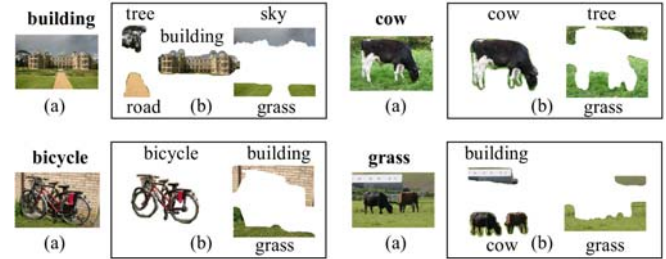 building
tree
building
sky
road
grass
(a)
(b)
cow
cow
tree
grass
(a)
(b)
bicycle
bicycle
building
grass
(a)
(b)
grass
building
cow
grass
(a)
(b)